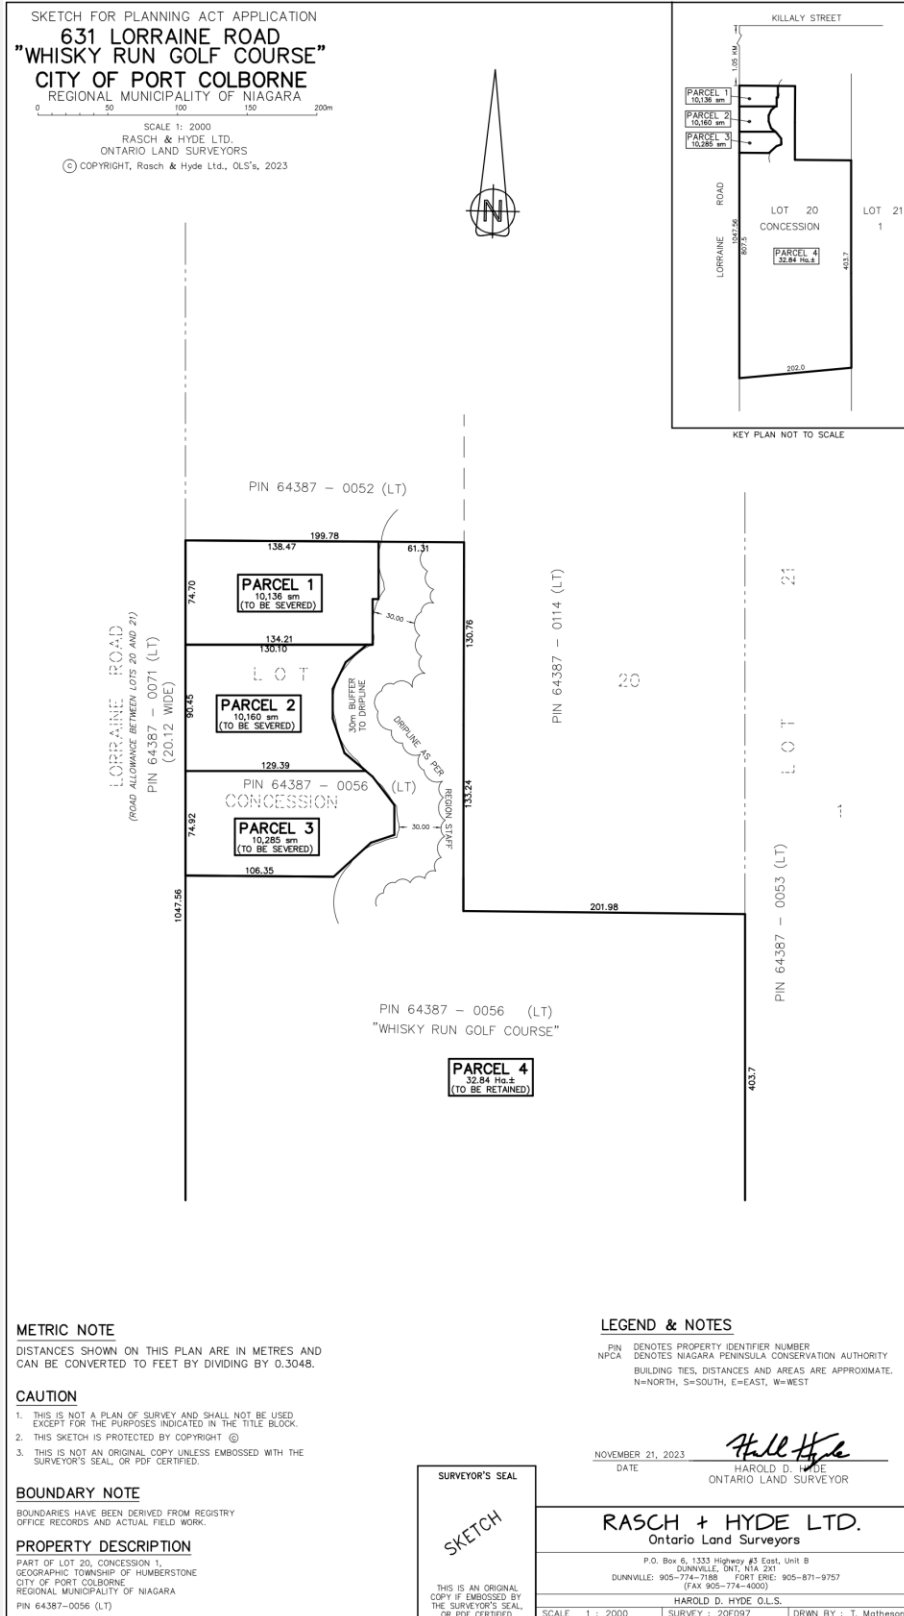 SKETCH FOR PLANNING ACT APPLICATION
631 LORRAINE ROAD
"WHISKY RUN GOLF COURSE"
CITY OF PORT COLBORNE
REGIONAL MUNICIPALITY OF NIAGARA
0 50 100 200m
SCALE 1: 2000
RASCH & HYDE LTD.
ONTARIO LAND SURVEYORS
© COPYRIGHT, Rasch & Hyde Ltd., OLS's, 2023
N
KILLALY STREET
1.05 KM
PARCEL 1
10,136 sm
PARCEL 2
10,160 sm
PARCEL 3
10,285 sm
LORRAINE ROAD
1047.56
807.5
LOT 20
CONCESSION
LOT 21
1
PARCEL 4
32.84 Ha.±
403.7
202.0
KEY PLAN NOT TO SCALE
PIN 64387 - 0052 (LT)
199.78
138.47
61.31
74.70
PARCEL 1
10,136 sm
(TO BE SEVERED)
30.00
134.21
130.10
130.76
LOT
90.45
PARCEL 2
10,160 sm
(TO BE SEVERED)
30m BUFFER
TO DRIPLINE
DRIPLINE AS PER
REGION STAFF
129.39
PIN 64387 - 0056 (LT)
CONCESSION
133.24
74.92
PARCEL 3
10,285 sm
(TO BE SEVERED)
30.00
106.35
1047.56
LORRAINE ROAD
(ROAD ALLOWANCE BETWEEN LOTS 20 AND 21)
PIN 64387 - 0071 (LT)
(20.12 WIDE)
PIN 64387 - 0114 (LT)
20
LOT 21
1
PIN 64387 - 0053 (LT)
201.98
PIN 64387 - 0056 (LT)
"WHISKY RUN GOLF COURSE"
PARCEL 4
32.84 Ha.±
(TO BE RETAINED)
403.7
METRIC NOTE
DISTANCES SHOWN ON THIS PLAN ARE IN METRES AND
CAN BE CONVERTED TO FEET BY DIVIDING BY 0.3048.
CAUTION
1. THIS IS NOT A PLAN OF SURVEY AND SHALL NOT BE USED
EXCEPT FOR THE PURPOSES INDICATED IN THE TITLE BLOCK.
2. THIS SKETCH IS PROTECTED BY COPYRIGHT ©
3. THIS IS NOT AN ORIGINAL COPY UNLESS EMBOSSED WITH THE
SURVEYOR'S SEAL, OR PDF CERTIFIED.
BOUNDARY NOTE
BOUNDARIES HAVE BEEN DERIVED FROM REGISTRY
OFFICE RECORDS AND ACTUAL FIELD WORK.
PROPERTY DESCRIPTION
PART OF LOT 20, CONCESSION 1,
GEOGRAPHIC TOWNSHIP OF HUMBERSTONE
CITY OF PORT COLBORNE
REGIONAL MUNICIPALITY OF NIAGARA
PIN 64387-0056 (LT)
LEGEND & NOTES
PIN DENOTES PROPERTY IDENTIFIER NUMBER
NPCA DENOTES NIAGARA PENINSULA CONSERVATION AUTHORITY
BUILDING TIES, DISTANCES AND AREAS ARE APPROXIMATE.
N=NORTH, S=SOUTH, E=EAST, W=WEST
NOVEMBER 21, 2023
DATE
HAROLD D. HYDE
ONTARIO LAND SURVEYOR
SURVEYOR'S SEAL
SKETCH
THIS IS AN ORIGINAL
COPY IF EMBOSSED BY
THE SURVEYOR'S SEAL,
OR PDF CERTIFIED
RASCH + HYDE LTD.
Ontario Land Surveyors
P.O. Box 6, 1333 Highway #3 East, Unit B
DUNNVILLE, ONT, N1A 2X1
DUNNVILLE: 905-774-7188 FORT ERIE: 905-871-9757
(FAX 905-774-4000)
HAROLD D. HYDE O.L.S.
SCALE 1 : 2000 SURVEY : 20F097 DRWN BY : T. Matheson